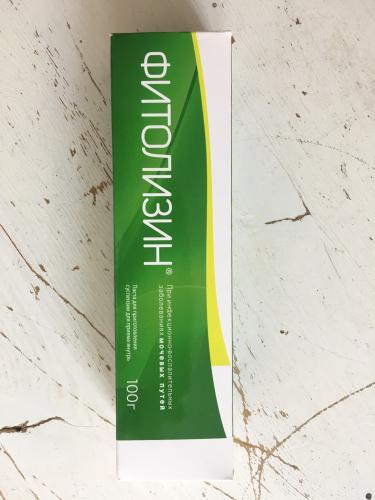 ФИТОЛИЗИН®
При инфекционно-воспалительных
заболеваниях мочевых путей
Паста для приготовления
суспензии для приема внутрь
100г